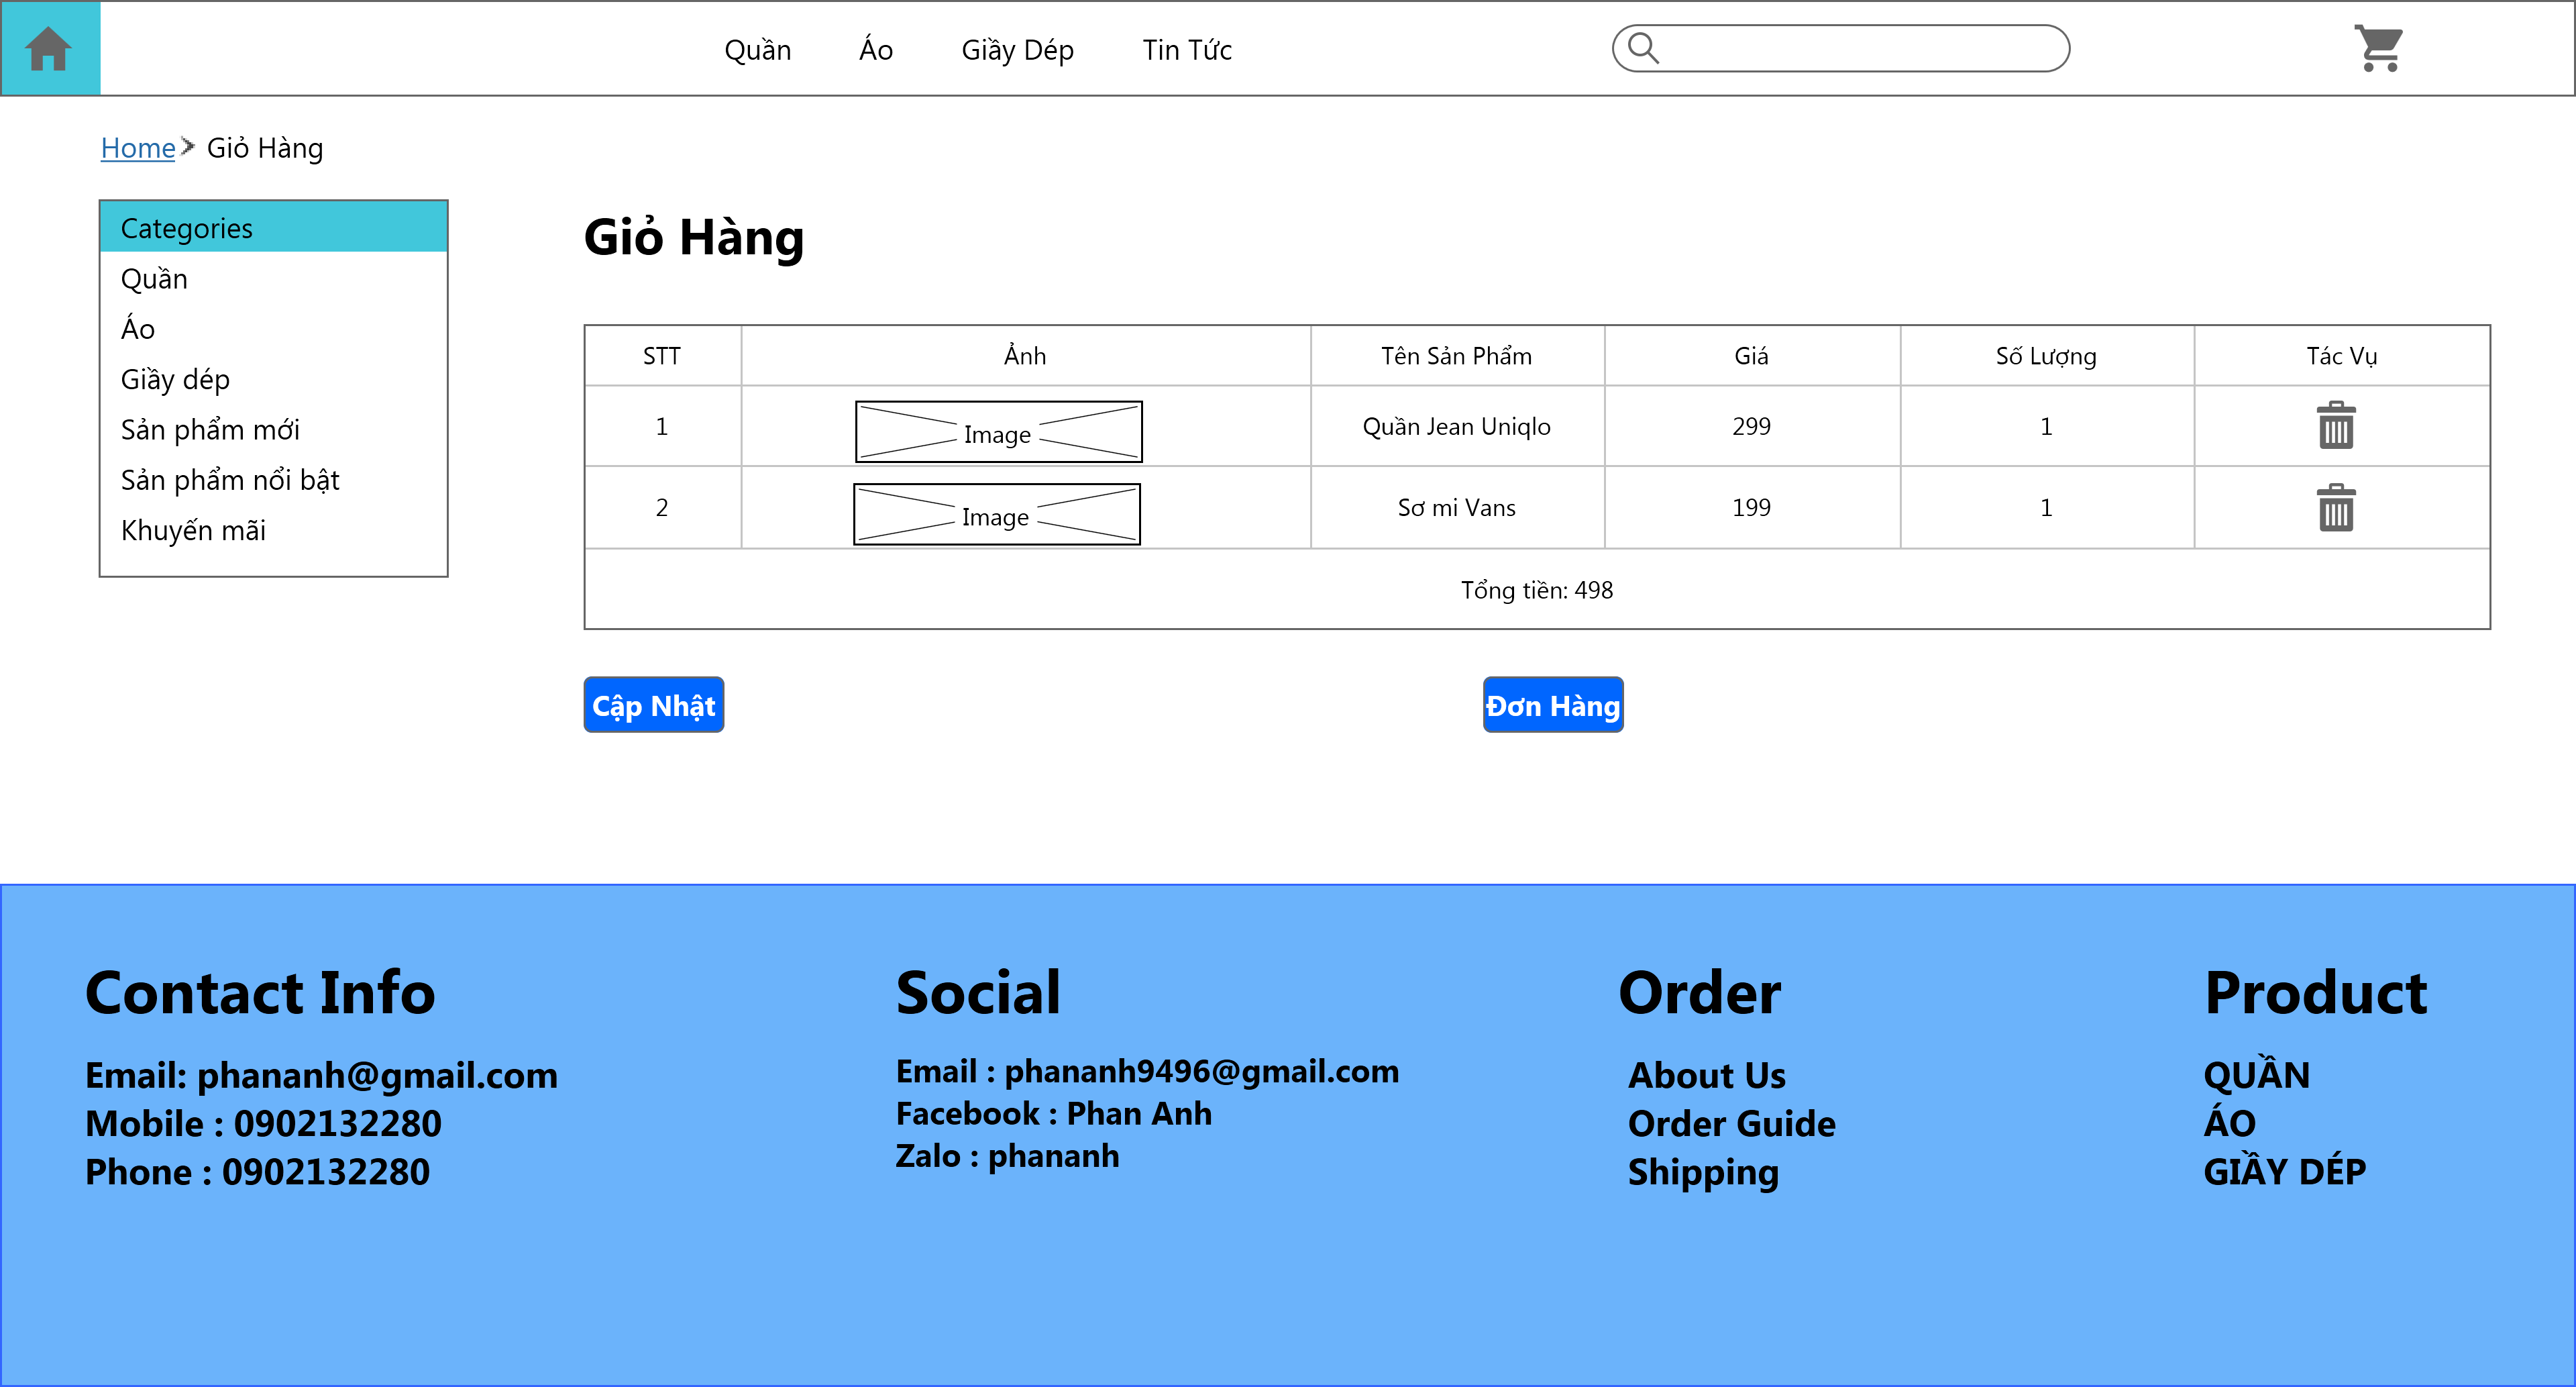 Quần Áo Giầy Dép Tin Tức
Home Giỏ Hàng
Categories
Quần
Áo
Giầy dép
Sản phẩm mới
Sản phẩm nổi bật
Khuyến mãi
Giỏ Hàng
STT Ảnh Tên Sản Phẩm Giá Số Lượng Tác Vụ
1 Image Quần Jean Uniqlo 299 1
2 Image Sơ mi Vans 199 1
Tổng tiền: 498
Cập Nhật Đơn Hàng
Contact Info
Email: phananh@gmail.com
Mobile : 0902132280
Phone : 0902132280
Social
Email : phananh9496@gmail.com
Facebook : Phan Anh
Zalo : phananh
Order
About Us
Order Guide
Shipping
Product
QUẦN
ÁO
GIẦY DÉP